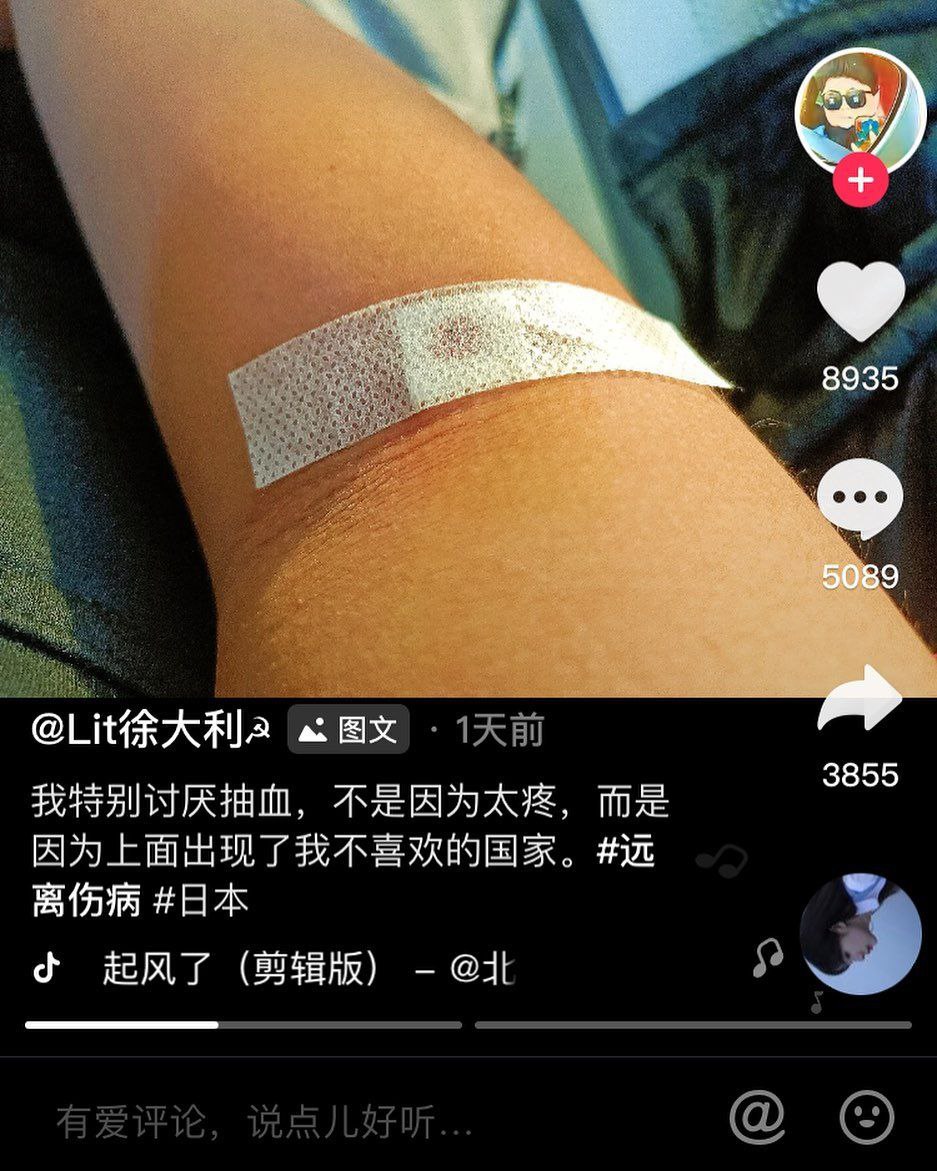 8935
5089
3855
@Lit徐大利☭ 图文 · 1天前
我特别讨厌抽血，不是因为太疼，而是
因为上面出现了我不喜欢的国家。#远
离伤病 #日本
起风了（剪辑版） – @北
有爱评论，说点儿好听...